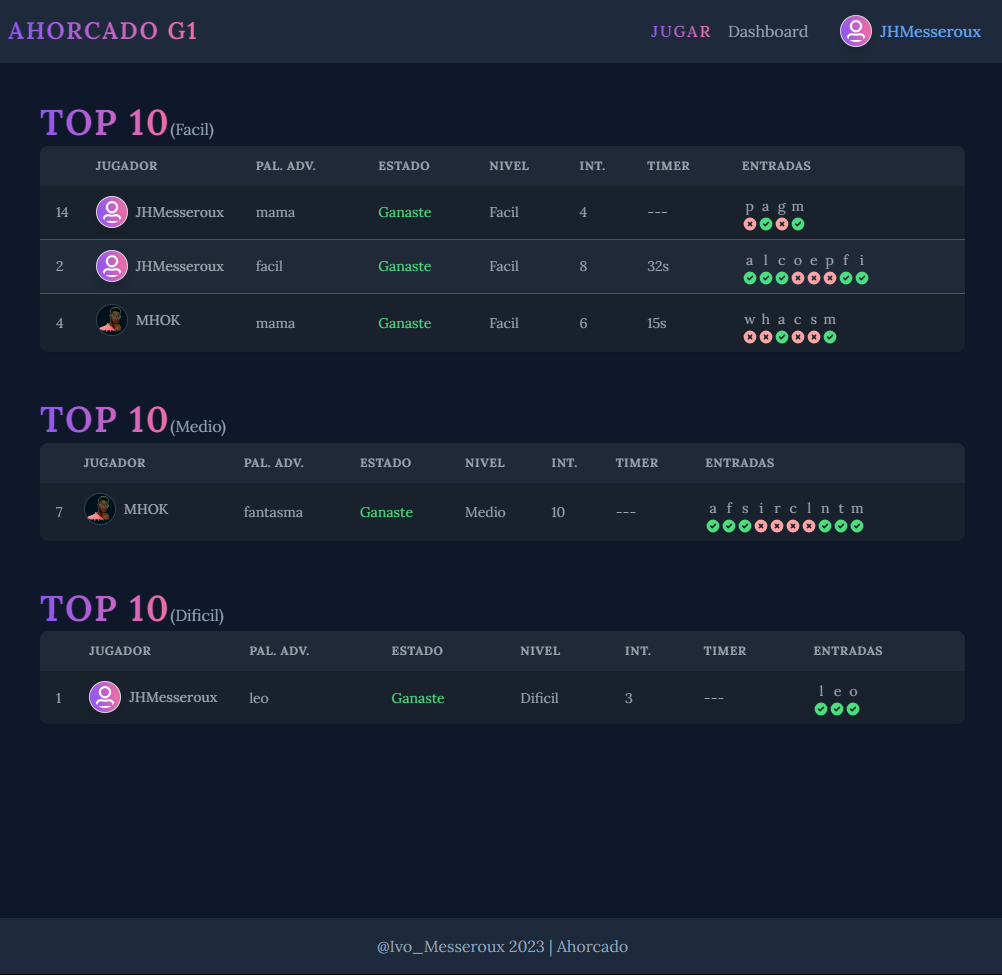 AHORCADO G1 JUGAR Dashboard JHMesseroux
TOP 10(Facil)
JUGADOR PAL. ADV. ESTADO NIVEL INT. TIMER ENTRADAS
14 JHMesseroux mama Ganaste Facil 4 --- p a g m
2 JHMesseroux facil Ganaste Facil 8 32s a l c o e p f i
4 MHOK mama Ganaste Facil 6 15s w h a c s m
TOP 10(Medio)
JUGADOR PAL. ADV. ESTADO NIVEL INT. TIMER ENTRADAS
7 MHOK fantasma Ganaste Medio 10 --- a f s i r c l n t m
TOP 10(Dificil)
JUGADOR PAL. ADV. ESTADO NIVEL INT. TIMER ENTRADAS
1 JHMesseroux leo Ganaste Dificil 3 --- l e o
@Ivo_Messeroux 2023 | Ahorcado